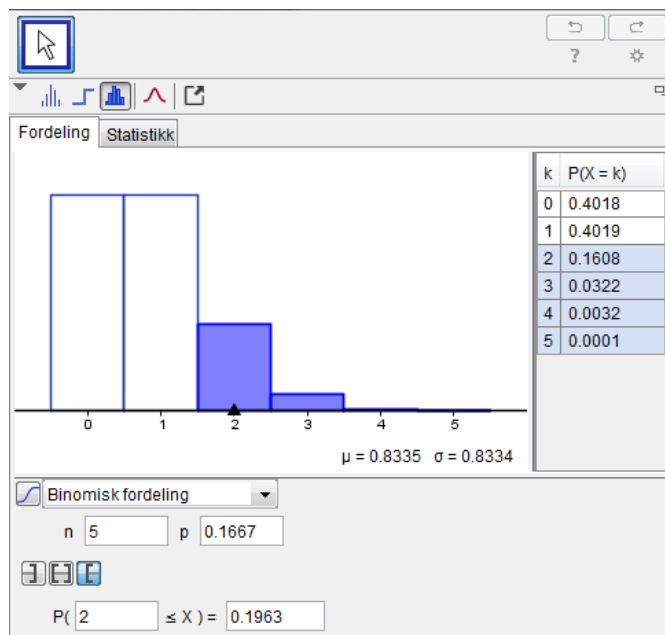 ?
Fordeling Statistikk
k P(X = k)
0 0.4018
1 0.4019
2 0.1608
3 0.0322
4 0.0032
5 0.0001
0 1 2 3 4 5
μ = 0.8335 σ = 0.8334
Binomisk fordeling
n 5 p 0.1667
P( 2 ≤ X ) = 0.1963